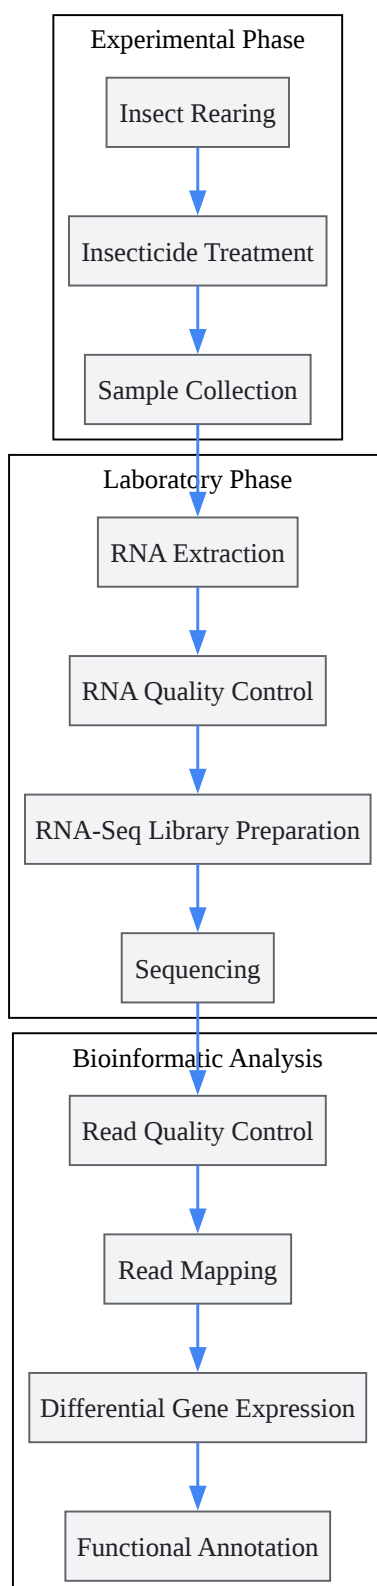 Experimental Phase
Insect Rearing
Insecticide Treatment
Sample Collection
Laboratory Phase
RNA Extraction
RNA Quality Control
RNA-Seq Library Preparation
Sequencing
Bioinformatic Analysis
Read Quality Control
Read Mapping
Differential Gene Expression
Functional Annotation